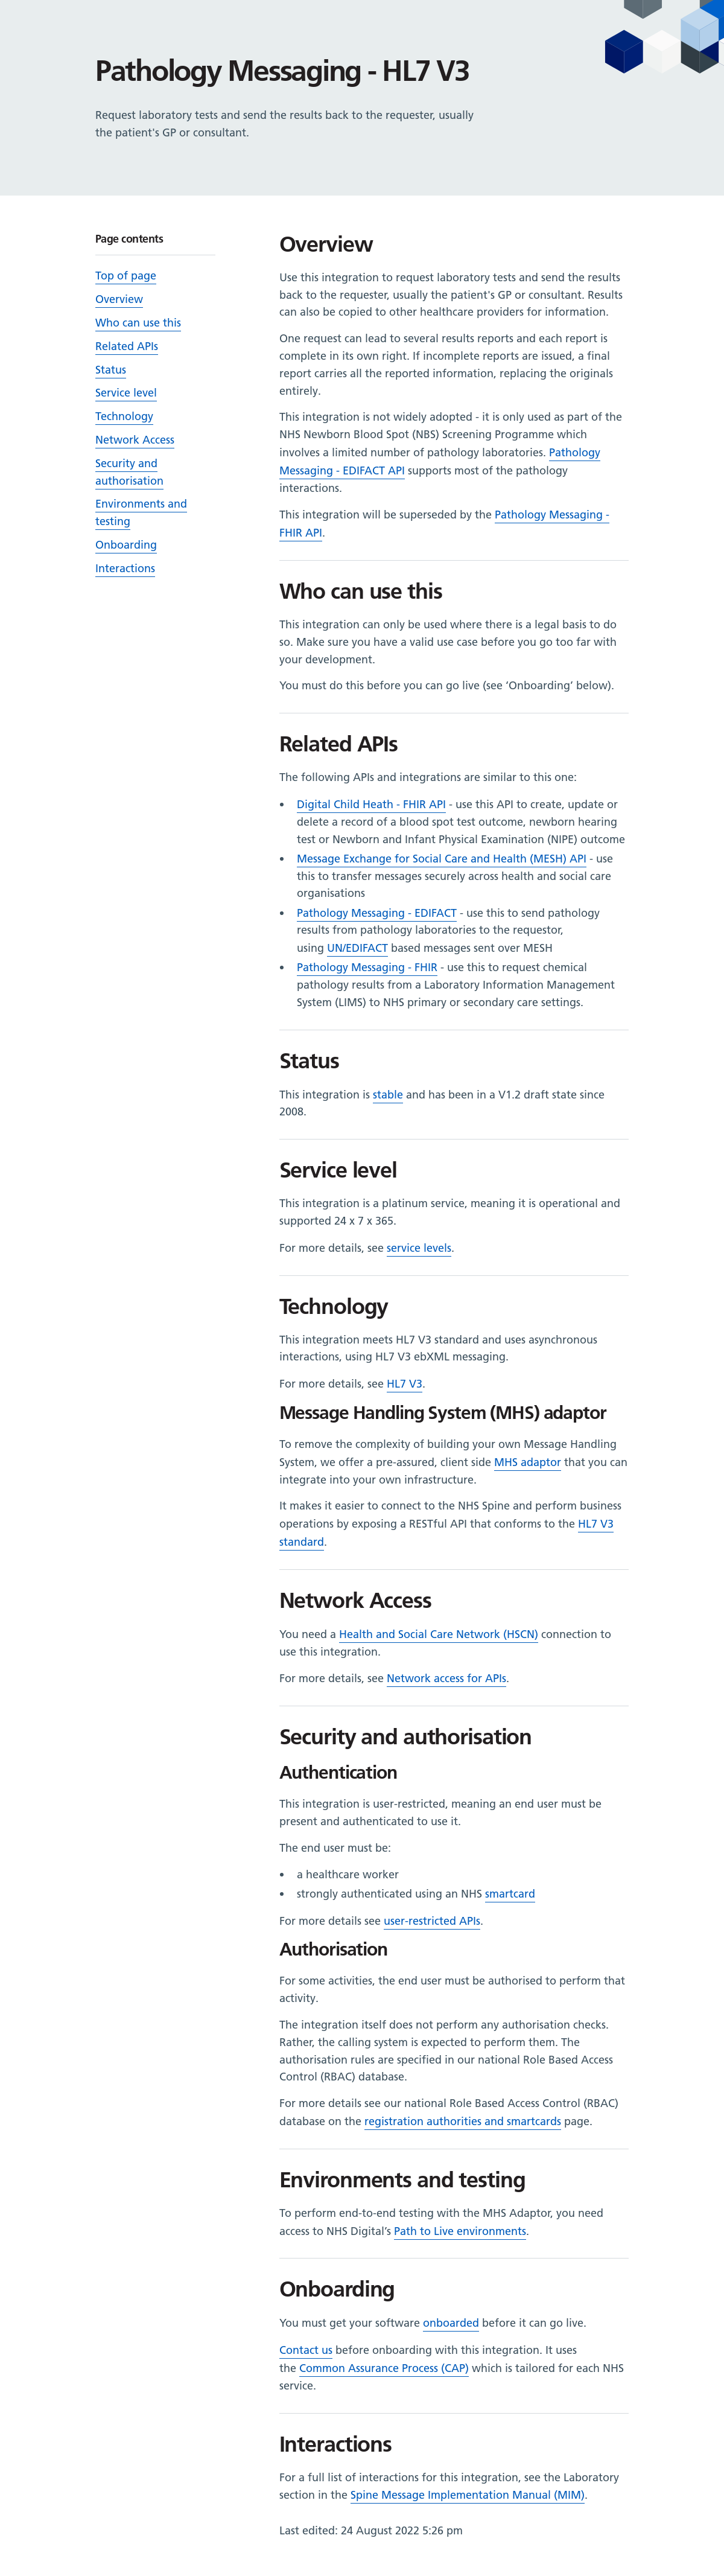 Pathology Messaging - HL7 V3
Request laboratory tests and send the results back to the requester, usually
the patient's GP or consultant.
Page contents
Top of page
Overview
Who can use this
Related APIs
Status
Service level
Technology
Network Access
Security and
authorisation
Environments and
testing
Onboarding
Interactions
Overview
Use this integration to request laboratory tests and send the results
back to the requester, usually the patient's GP or consultant. Results
can also be copied to other healthcare providers for information.
One request can lead to several results reports and each report is
complete in its own right. If incomplete reports are issued, a final
report carries all the reported information, replacing the originals
entirely.
This integration is not widely adopted - it is only used as part of the
NHS Newborn Blood Spot (NBS) Screening Programme which
involves a limited number of pathology laboratories. Pathology
Messaging - EDIFACT API supports most of the pathology
interactions.
This integration will be superseded by the Pathology Messaging -
FHIR API.
Who can use this
This integration can only be used where there is a legal basis to do
so. Make sure you have a valid use case before you go too far with
your development.
You must do this before you can go live (see ‘Onboarding’ below).
Related APIs
The following APIs and integrations are similar to this one:
• Digital Child Heath - FHIR API - use this API to create, update or
delete a record of a blood spot test outcome, newborn hearing
test or Newborn and Infant Physical Examination (NIPE) outcome
• Message Exchange for Social Care and Health (MESH) API - use
this to transfer messages securely across health and social care
organisations
• Pathology Messaging - EDIFACT - use this to send pathology
results from pathology laboratories to the requestor,
using UN/EDIFACT based messages sent over MESH
• Pathology Messaging - FHIR - use this to request chemical
pathology results from a Laboratory Information Management
System (LIMS) to NHS primary or secondary care settings.
Status
This integration is stable and has been in a V1.2 draft state since
2008.
Service level
This integration is a platinum service, meaning it is operational and
supported 24 x 7 x 365.
For more details, see service levels.
Technology
This integration meets HL7 V3 standard and uses asynchronous
interactions, using HL7 V3 ebXML messaging.
For more details, see HL7 V3.
Message Handling System (MHS) adaptor
To remove the complexity of building your own Message Handling
System, we offer a pre-assured, client side MHS adaptor that you can
integrate into your own infrastructure.
It makes it easier to connect to the NHS Spine and perform business
operations by exposing a RESTful API that conforms to the HL7 V3
standard.
Network Access
You need a Health and Social Care Network (HSCN) connection to
use this integration.
For more details, see Network access for APIs.
Security and authorisation
Authentication
This integration is user-restricted, meaning an end user must be
present and authenticated to use it.
The end user must be:
• a healthcare worker
• strongly authenticated using an NHS smartcard
For more details see user-restricted APIs.
Authorisation
For some activities, the end user must be authorised to perform that
activity.
The integration itself does not perform any authorisation checks.
Rather, the calling system is expected to perform them. The
authorisation rules are specified in our national Role Based Access
Control (RBAC) database.
For more details see our national Role Based Access Control (RBAC)
database on the registration authorities and smartcards page.
Environments and testing
To perform end-to-end testing with the MHS Adaptor, you need
access to NHS Digital’s Path to Live environments.
Onboarding
You must get your software onboarded before it can go live.
Contact us before onboarding with this integration. It uses
the Common Assurance Process (CAP) which is tailored for each NHS
service.
Interactions
For a full list of interactions for this integration, see the Laboratory
section in the Spine Message Implementation Manual (MIM).
Last edited: 24 August 2022 5:26 pm